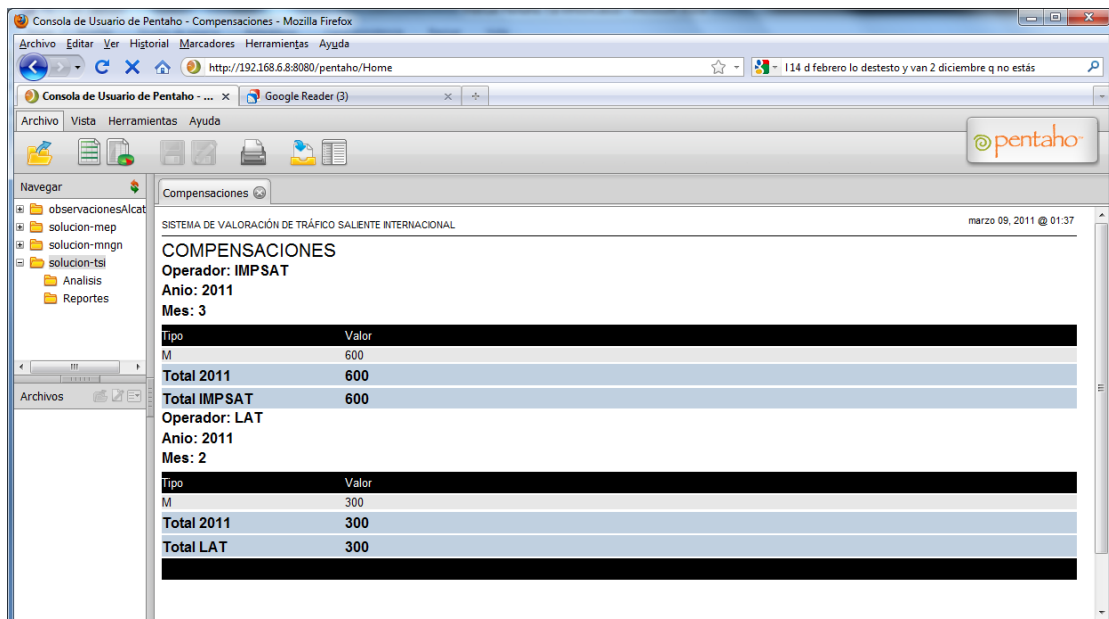 Consola de Usuario de Pentaho - Compensaciones - Mozilla Firefox
Archivo Editar Ver Historial Marcadores Herramientas Ayuda
http://192.168.6.8:8080/pentaho/Home
l14 d febrero lo destesto y van 2 diciembre q no estás
Consola de Usuario de Pentaho - ...
Google Reader (3)
Archivo Vista Herramientas Ayuda
pentaho
Navegar
observacionesAlcat
solucion-mep
solucion-mngn
solucion-tsi
Analisis
Reportes
Archivos
Compensaciones
SISTEMA DE VALORACIÓN DE TRÁFICO SALIENTE INTERNACIONAL
marzo 09, 2011 @ 01:37
COMPENSACIONES
Operador: IMPSAT
Anio: 2011
Mes: 3
Tipo Valor
M 600
Total 2011 600
Total IMPSAT 600
Operador: LAT
Anio: 2011
Mes: 2
Tipo Valor
M 300
Total 2011 300
Total LAT 300